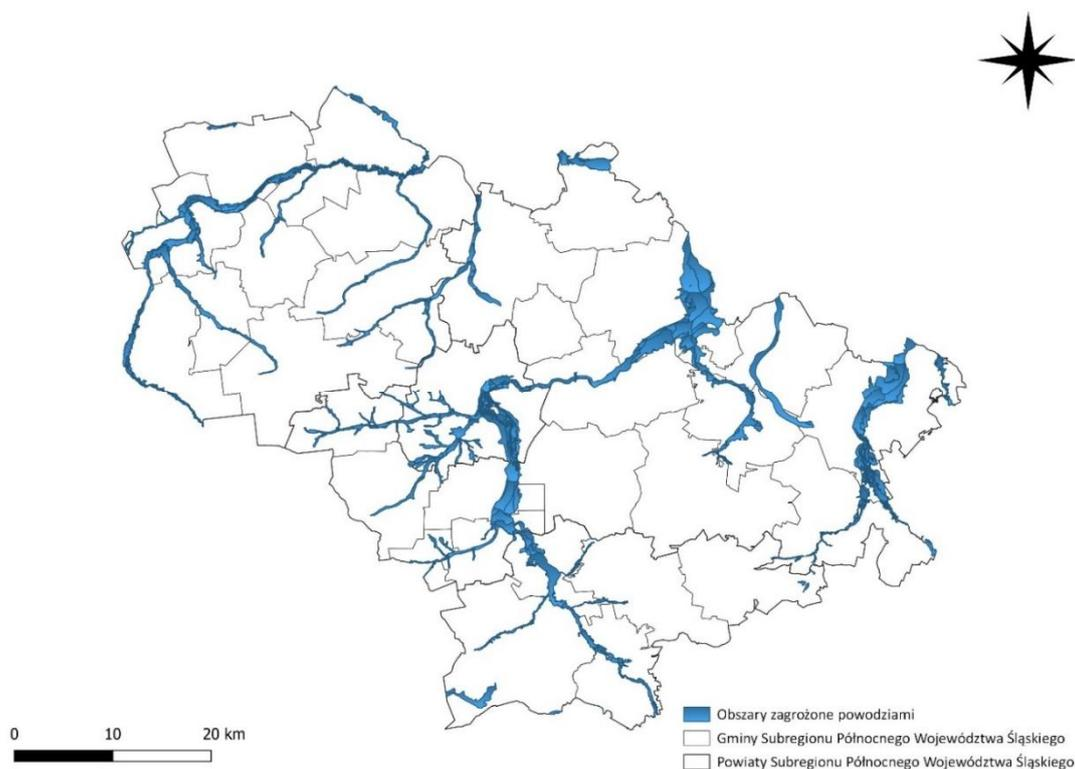 Obszary zagrożone powodziami
Gminy Subregionu Północnego Województwa Śląskiego
Powiaty Subregionu Północnego Województwa Śląskiego
0 10 20 km